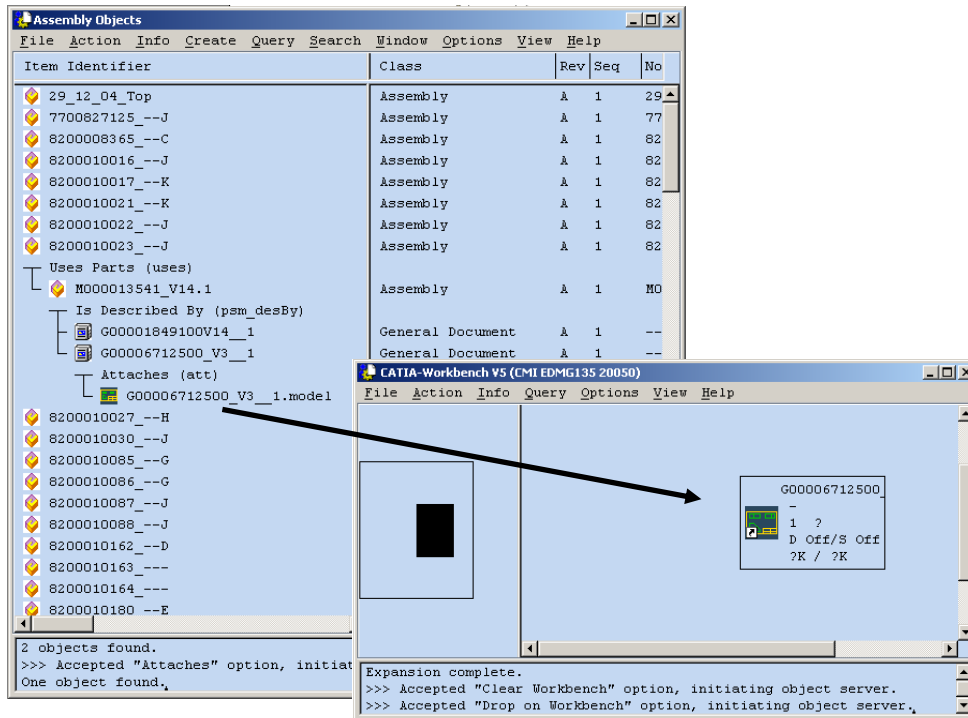 Assembly Objects
File Action Info Create Query Search Window Options View Help
Item Identifier Class Rev Seq No
29_12_04_Top Assembly A 1 29
7700827125_--J Assembly A 1 77
8200008365_--C Assembly A 1 82
8200010016_--J Assembly A 1 82
8200010017_--K Assembly A 1 82
8200010021_--K Assembly A 1 82
8200010022_--J Assembly A 1 82
8200010023_--J Assembly A 1 82
Uses Parts (uses)
M000013541_V14.1 Assembly A 1 MO
Is Described By (psm_desBy)
G00001849100V14__1 General Document A 1 --
G00006712500_V3__1 General Document A 1 --
Attaches (att)
G00006712500_V3__1.model
8200010027_--H
8200010030_--J
8200010085_--G
8200010086_--G
8200010087_--J
8200010088_--J
8200010162_--D
8200010163_---
8200010164_---
8200010180 --E
2 objects found.
>>> Accepted "Attaches" option, initiat
One object found.
CATIA-Workbench V5 (CMI EDMG135 20050)
File Action Info Query Options View Help
G00006712500_
-
1 ?
D Off/S Off
?K / ?K
Expansion complete.
>>> Accepted "Clear Workbench" option, initiating object server.
>>> Accepted "Drop on Workbench" option, initiating object server.